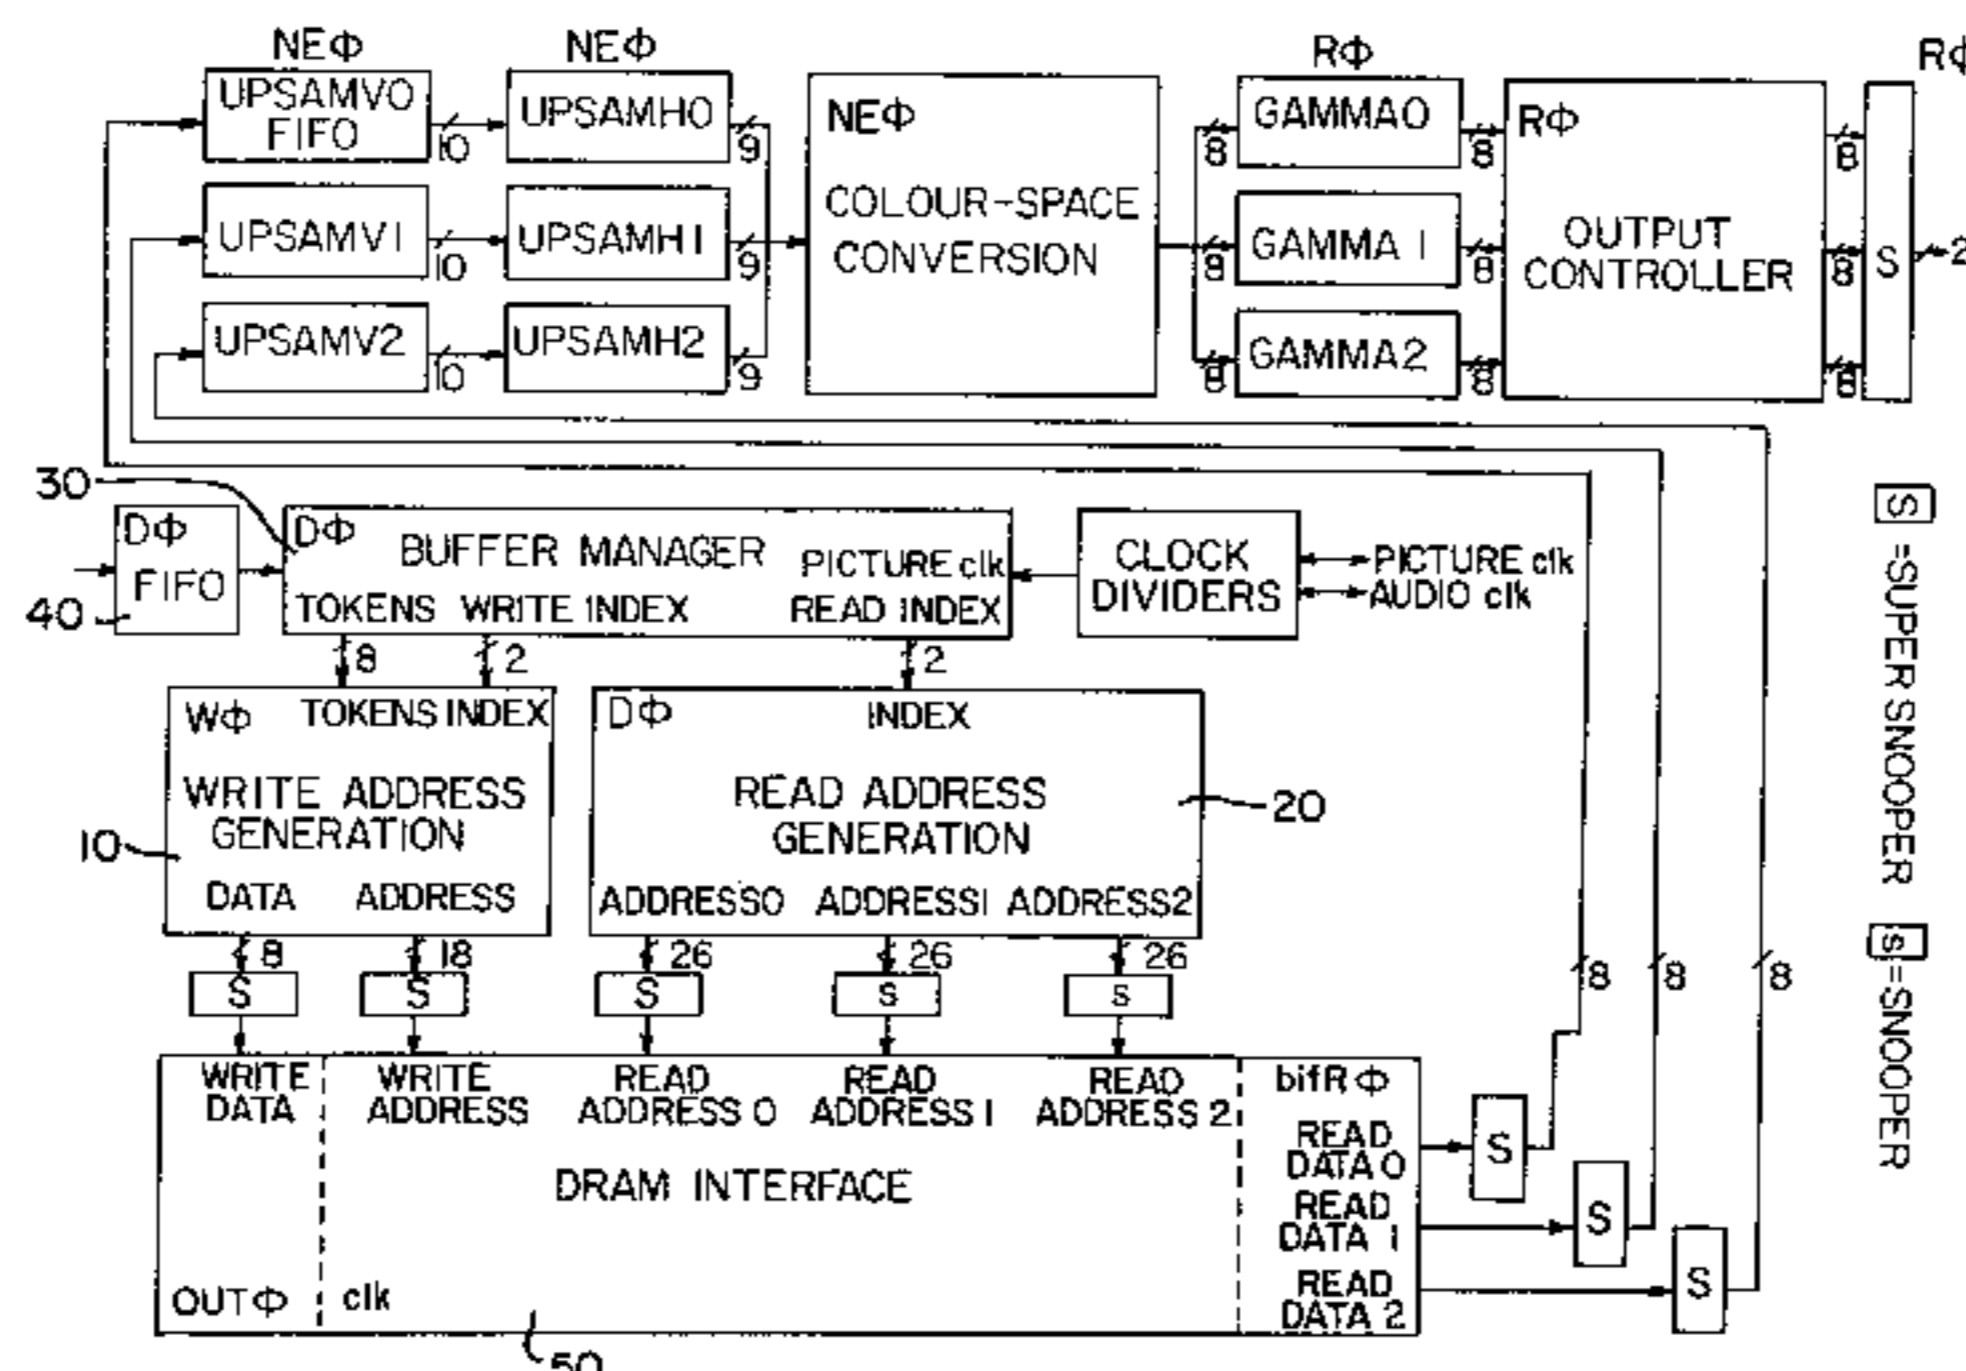 NEΦ NEΦ RΦ RΦ
UPSAMV0 FIFO
10
UPSAMH0
9
UPSAMV1
10
UPSAMH1
9
UPSAMV2
10
UPSAMH2
9
NEΦ
COLOUR-SPACE
CONVERSION
8
GAMMA0
8
8
GAMMA 1
8
8
GAMMA2
8
RΦ
OUTPUT
CONTROLLER
8
8
8
S
2
30
DΦ
FIFO
40
DΦ
BUFFER MANAGER
PICTURE clk
TOKENS WRITE INDEX READ INDEX
CLOCK
DIVIDERS
PICTURE clk
AUDIO clk
8 2 2
WΦ TOKENS INDEX
WRITE ADDRESS
GENERATION
10
DATA ADDRESS
DΦ INDEX
READ ADDRESS
GENERATION
20
ADDRESS0 ADDRESS1 ADDRESS2
8 18 26 26 26
S S S s s
8 8 8
WRITE
DATA
WRITE
ADDRESS
READ
ADDRESS 0
READ
ADDRESS 1
READ
ADDRESS 2
bifRΦ
READ
DATA 0
READ
DATA 1
READ
DATA 2
S
S
S
DRAM INTERFACE
OUTΦ clk
50
S =SUPER SNOOPER
s =SNOOPER